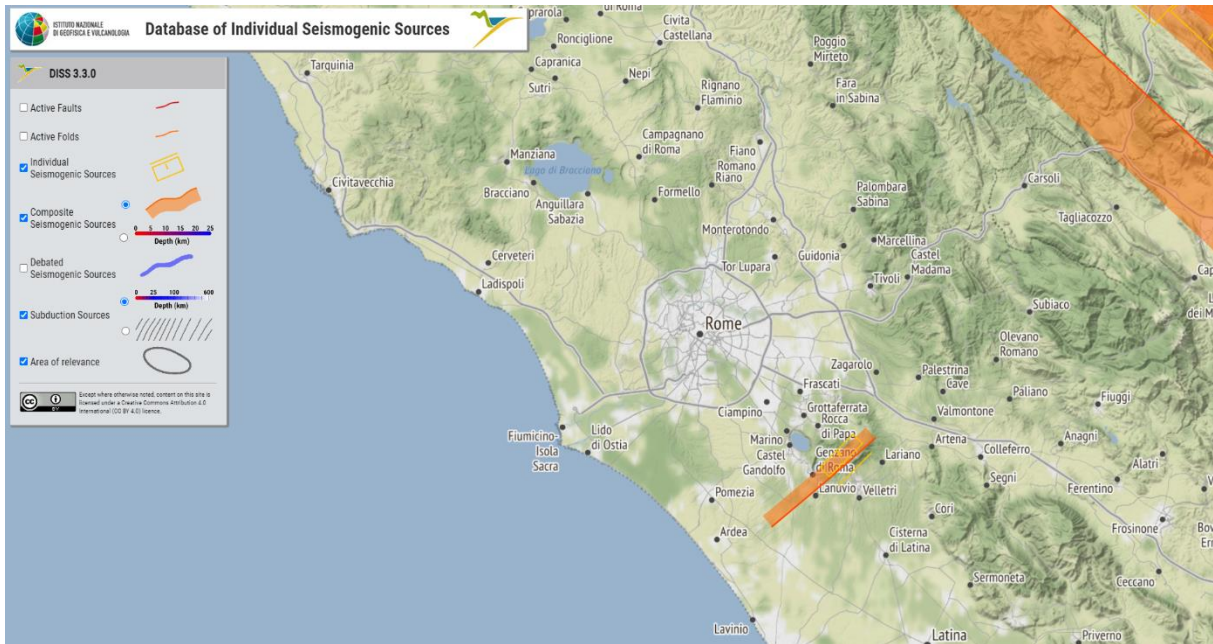 ISTITUTO NAZIONALE
DI GEOFISICA E VULCANOLOGIA
Database of Individual Seismogenic Sources
DISS 3.3.0
Active Faults
Active Folds
Individual
Seismogenic Sources
Composite
Seismogenic Sources
0 5 10 15 20 25
Depth (km)
Debated
Seismogenic Sources
0 25 100 600
Depth (km)
Subduction Sources
Area of relevance
CC BY
Except where otherwise noted, content on this site is
licensed under a Creative Commons Attribution 4.0
International (CC BY 4.0) licence.
Caprarola
di Roma
Ronciglione
Civita
Castellana
Tarquinia
Capranica
Sutri
Nepi
Poggio
Mirteto
Rignano
Flaminio
Fara
in Sabina
Campagnano
di Roma
Manziana
Lago di Bracciano
Fiano
Romano
Riano
Carsoli
Civitavecchia
Bracciano
Formello
Palombara
Sabina
Tagliacozzo
Anguillara
Sabazia
Monterotondo
Marcellina
Guidonia
Castel
Madama
Cerveteri
Tor Lupara
Tivoli
Ladispoli
Subiaco
Rome
Olevano
Romano
Zagarolo
Palestrina
Cave
Paliano
Fiuggi
Frascati
Ciampino
Grottaferrata
Rocca
di Papa
Valmontone
Fiumicino-
Isola
Sacra
Lido
di Ostia
Marino
Castel
Gandolfo
Genzano
di Roma
Lariano
Artena
Colleferro
Anagni
Alatri
Segni
Ferentino
Pomezia
Lanuvio
Velletri
Cori
Ardea
Cisterna
di Latina
Frosinone
Sermoneta
Ceccano
Lavinio
Latina
Priverno